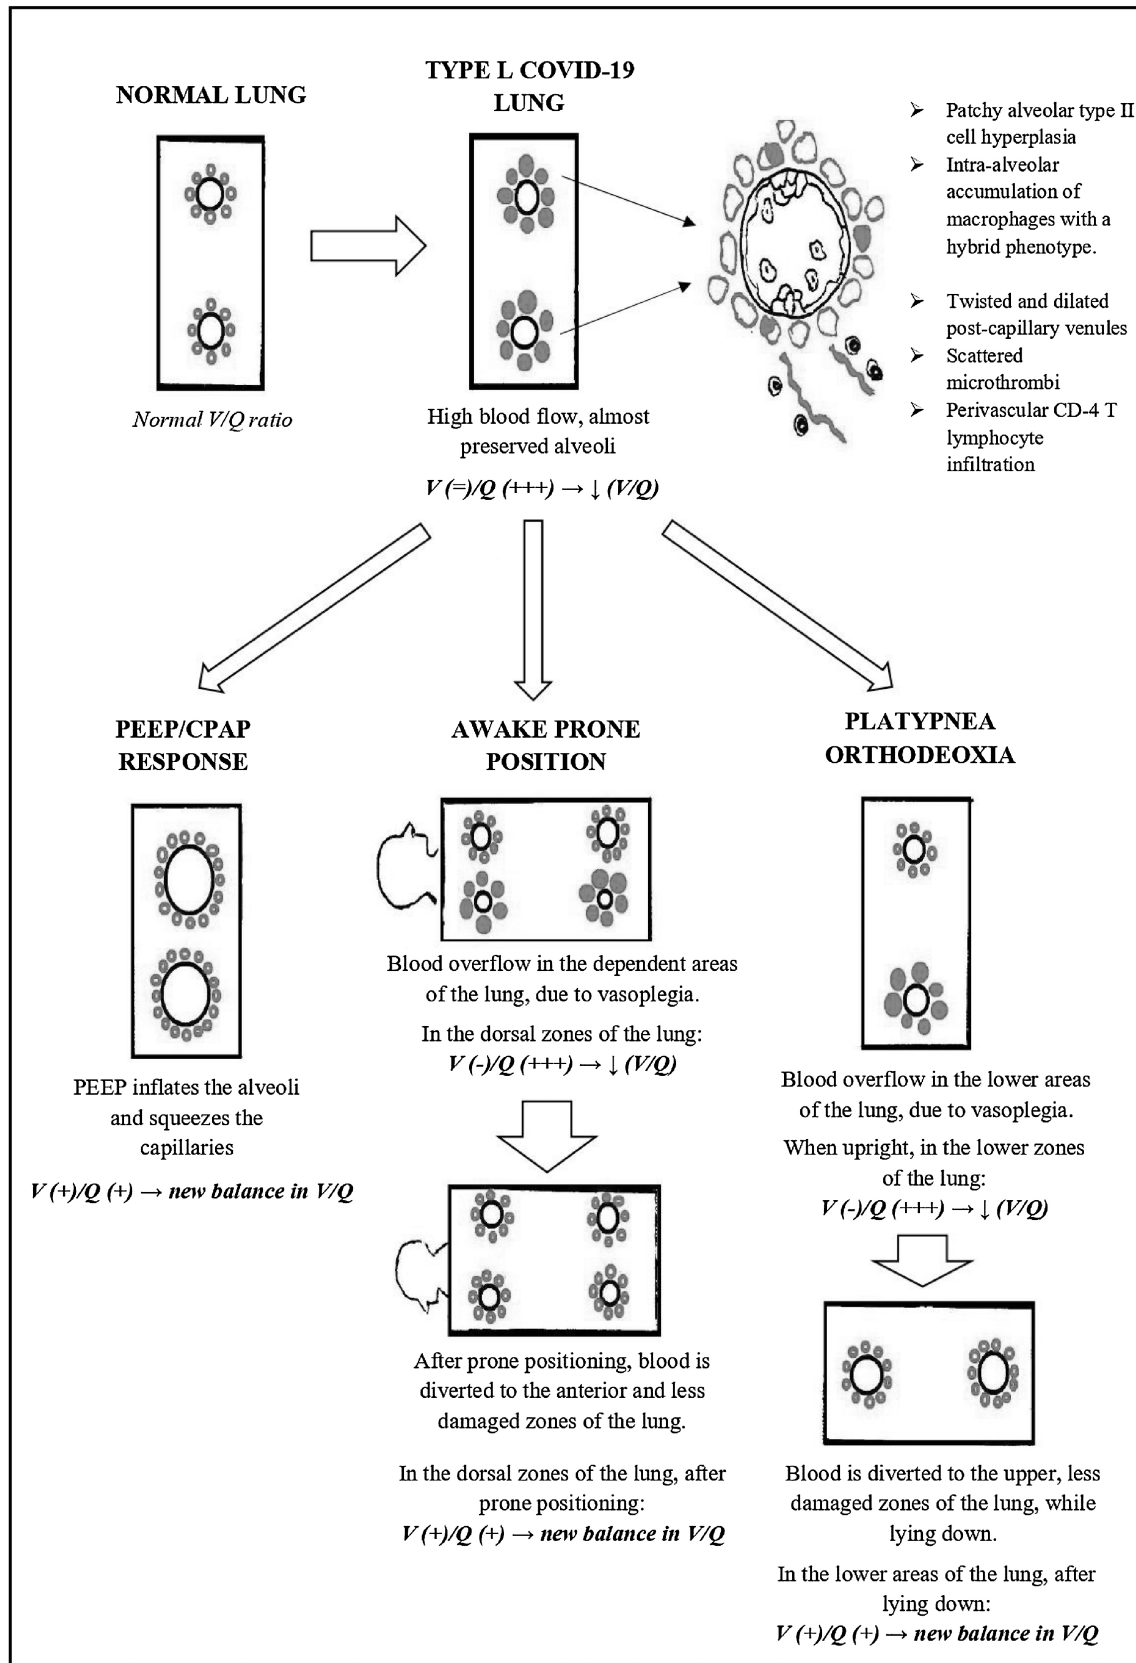 NORMAL LUNG
TYPE L COVID-19
LUNG
➢ Patchy alveolar type II
cell hyperplasia
➢ Intra-alveolar
accumulation of
macrophages with a
hybrid phenotype.
➢ Twisted and dilated
post-capillary venules
➢ Scattered
microthrombi
➢ Perivascular CD-4 T
lymphocyte
infiltration
Normal V/Q ratio
High blood flow, almost
preserved alveoli
V (=)/Q (+++) → ↓ (V/Q)
PEEP/CPAP
RESPONSE
PEEP inflates the alveoli
and squeezes the
capillaries
V (+)/Q (+) → new balance in V/Q
AWAKE PRONE
POSITION
Blood overflow in the dependent areas
of the lung, due to vasoplegia.
In the dorsal zones of the lung:
V (-)/Q (+++) → ↓ (V/Q)
After prone positioning, blood is
diverted to the anterior and less
damaged zones of the lung.
In the dorsal zones of the lung, after
prone positioning:
V (+)/Q (+) → new balance in V/Q
PLATYPNEA
ORTHODEOXIA
Blood overflow in the lower areas
of the lung, due to vasoplegia.
When upright, in the lower zones
of the lung:
V (-)/Q (+++) → ↓ (V/Q)
Blood is diverted to the upper, less
damaged zones of the lung, while
lying down.
In the lower areas of the lung, after
lying down:
V (+)/Q (+) → new balance in V/Q